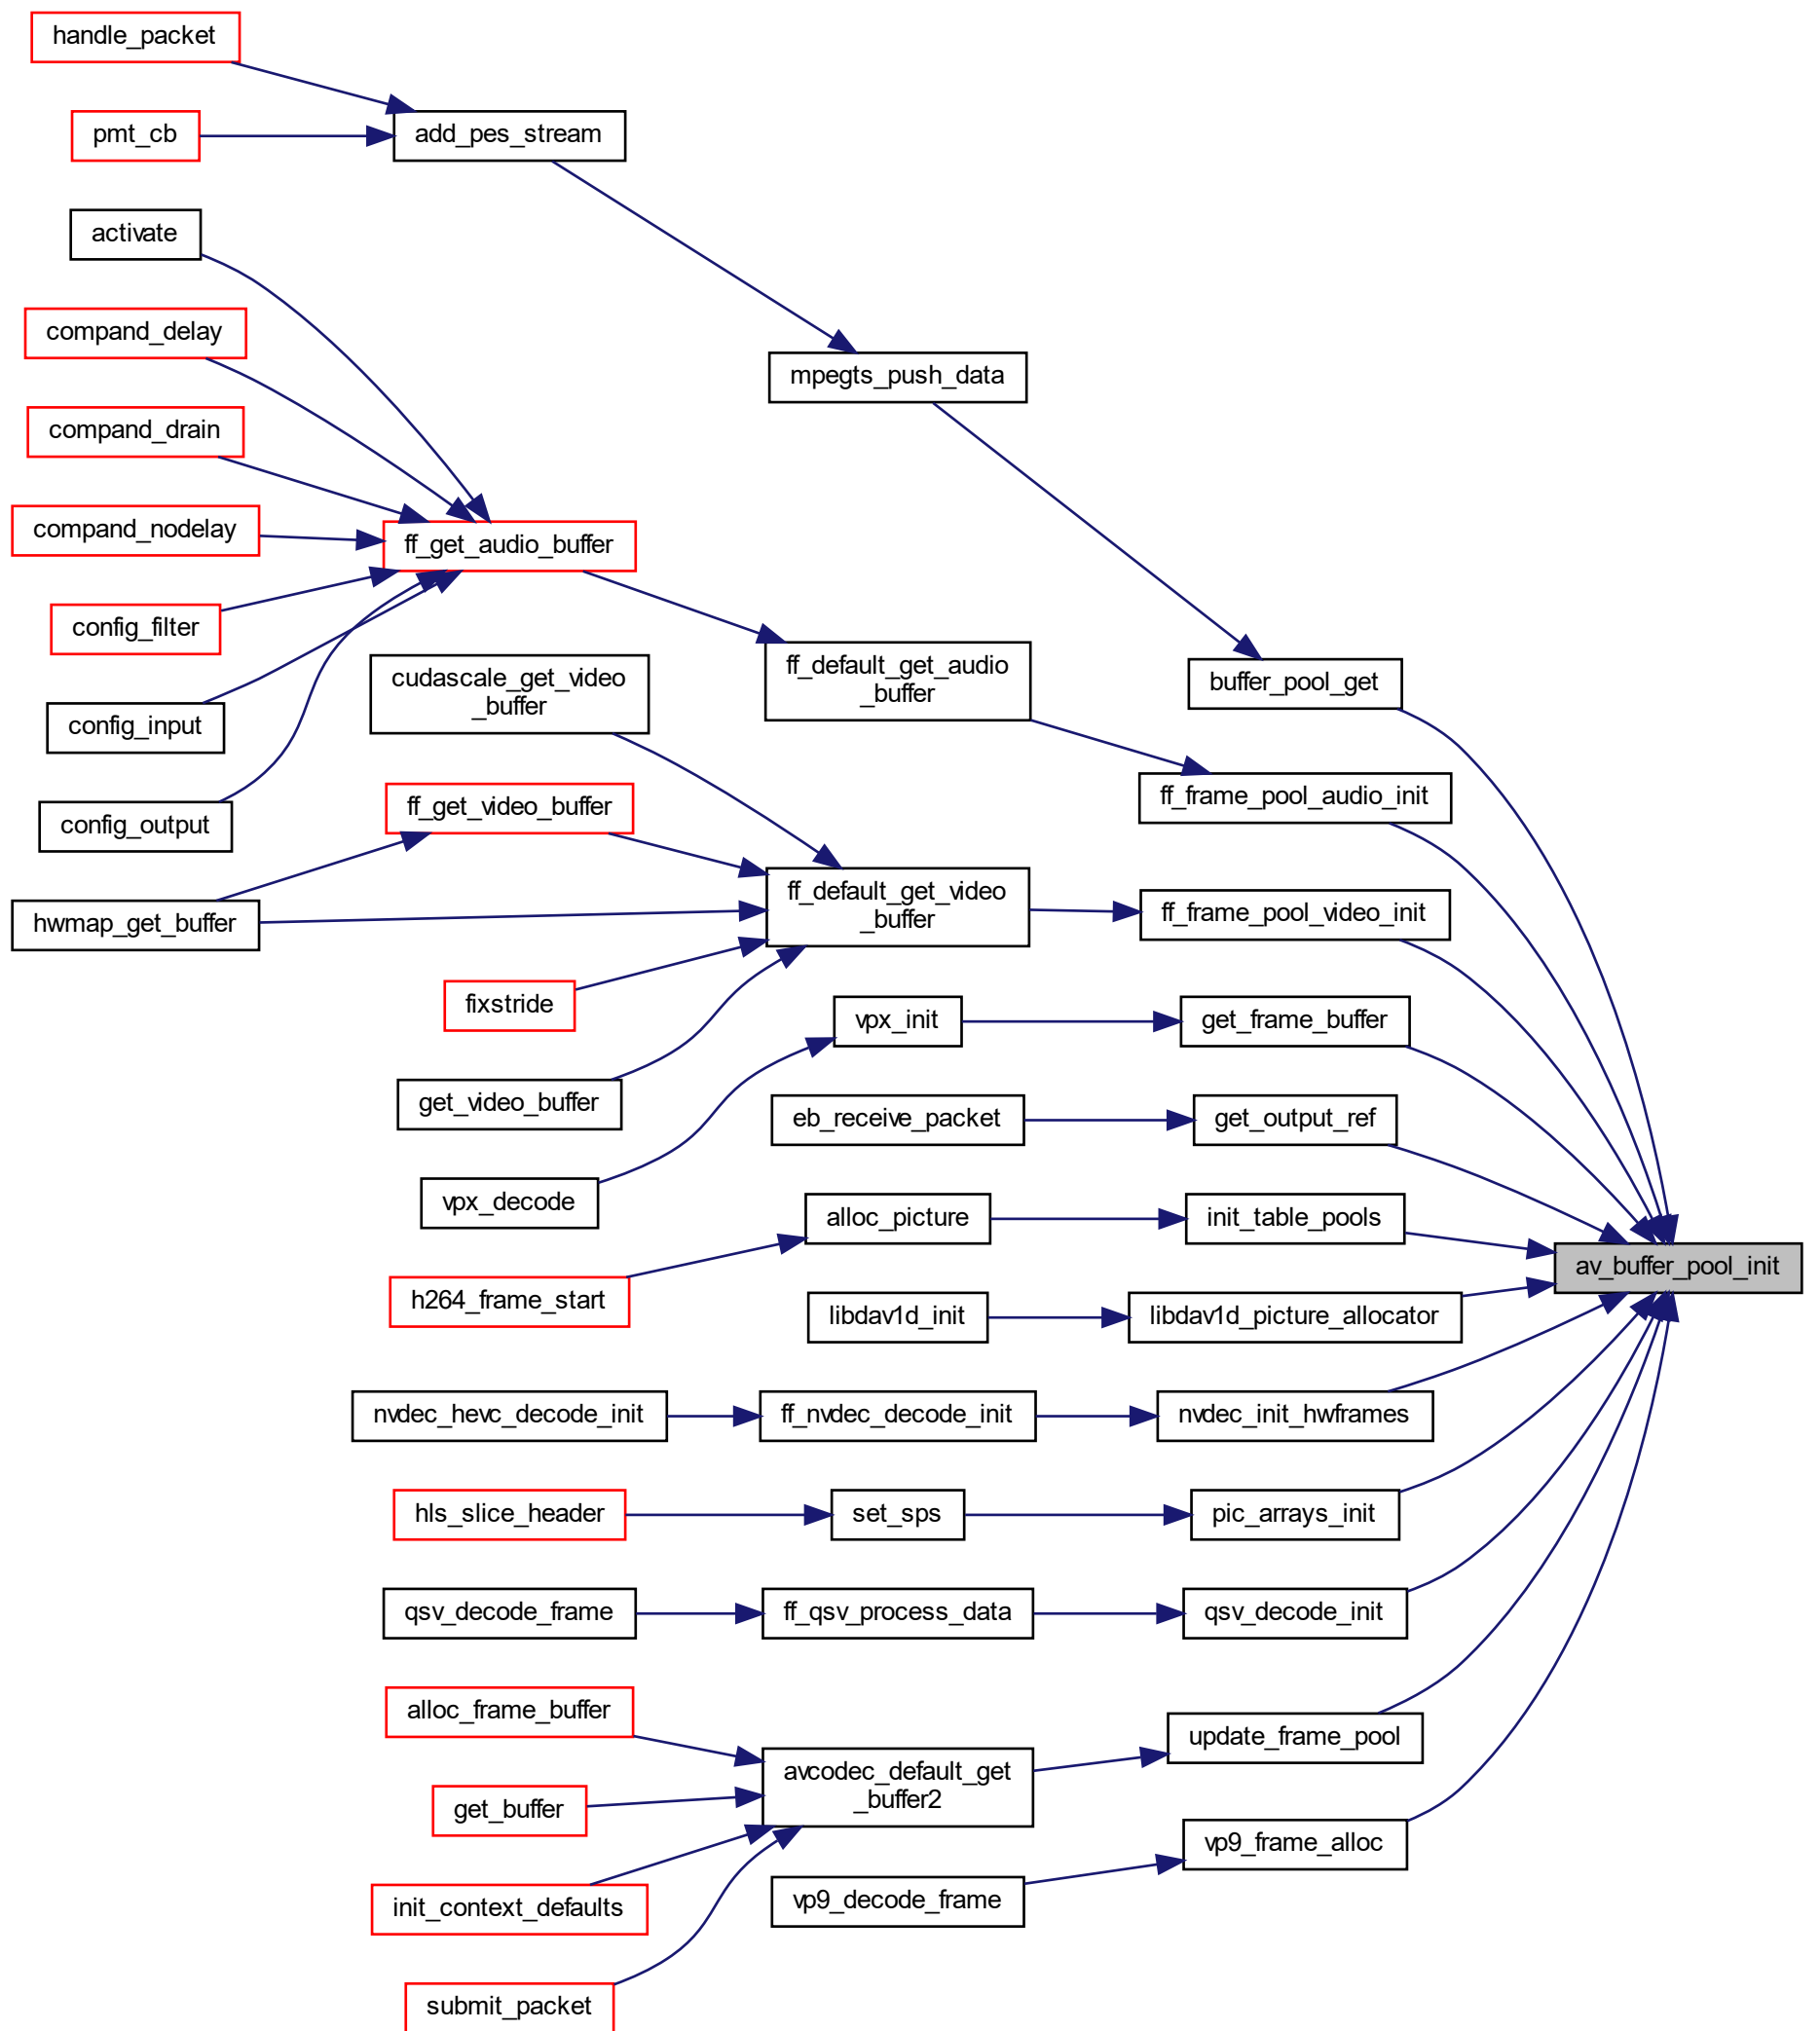 handle_packet
pmt_cb
add_pes_stream
activate
compand_delay
mpegts_push_data
compand_drain
compand_nodelay
ff_get_audio_buffer
config_filter
ff_default_get_audio
_buffer
cudascale_get_video
_buffer
buffer_pool_get
config_input
ff_frame_pool_audio_init
config_output
ff_get_video_buffer
ff_default_get_video
_buffer
ff_frame_pool_video_init
hwmap_get_buffer
fixstride
vpx_init
get_frame_buffer
get_video_buffer
eb_receive_packet
get_output_ref
vpx_decode
alloc_picture
init_table_pools
av_buffer_pool_init
h264_frame_start
libdav1d_init
libdav1d_picture_allocator
nvdec_hevc_decode_init
ff_nvdec_decode_init
nvdec_init_hwframes
hls_slice_header
set_sps
pic_arrays_init
qsv_decode_frame
ff_qsv_process_data
qsv_decode_init
alloc_frame_buffer
update_frame_pool
avcodec_default_get
_buffer2
get_buffer
vp9_frame_alloc
init_context_defaults
vp9_decode_frame
submit_packet